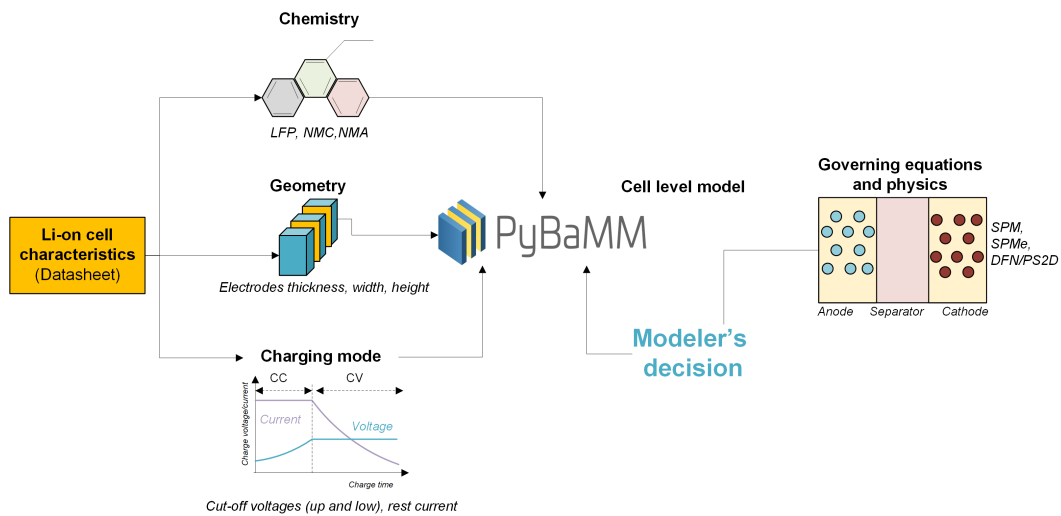 Chemistry
LFP, NMC,NMA
Geometry
Electrodes thickness, width, height
Li-on cell
characteristics
(Datasheet)
PyBaMM
Cell level model
Governing equations
and physics
SPM,
SPMe,
DFN/PS2D
Anode
Separator
Cathode
Modeler's
decision
Charging mode
CC
CV
Charge voltage/current
Current
Voltage
Charge time
Cut-off voltages (up and low), rest current